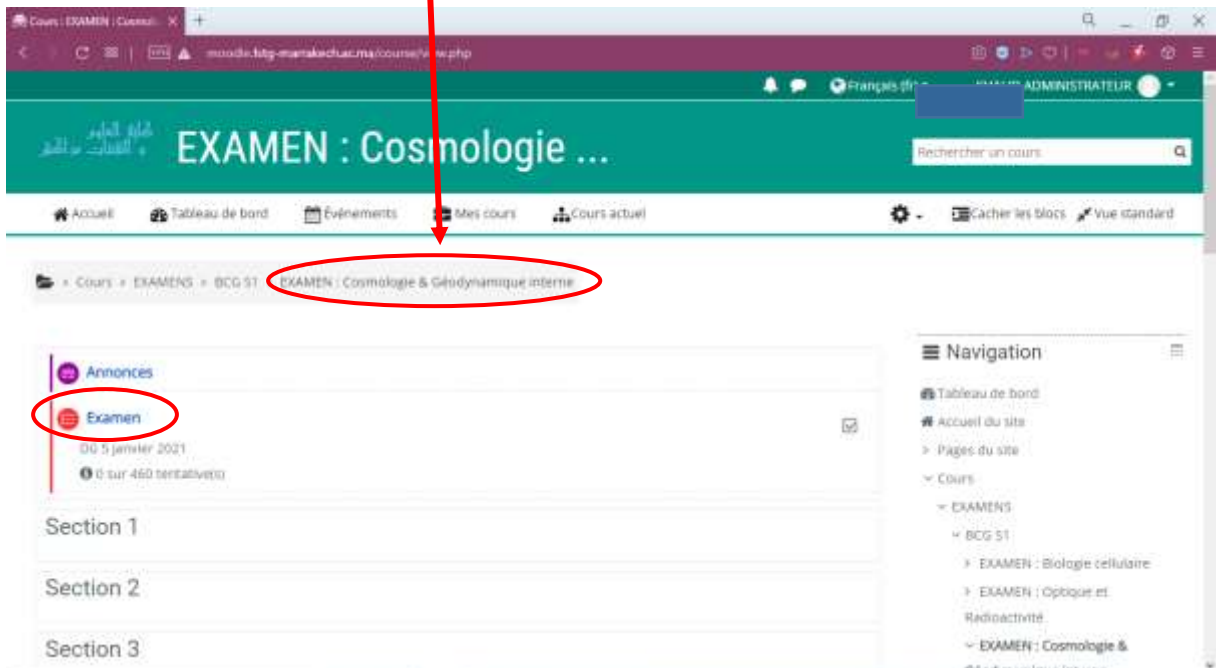 Cours : EXAMEN : Cosmol
moodle.fstg-marrakech.ac.ma/course/view.php
Français (fr)
ADMINISTRATEUR
EXAMEN : Cosmologie ...
Rechercher un cours
Accueil Tableau de bord Événements Mes cours Cours actuel
Cacher les blocs Vue standard
Cours EXAMENS BCG S1 EXAMEN : Cosmologie & Géodynamique interne
Annonces
Examen
5 janvier 2021
0 sur 460 tentative(s)
Section 1
Section 2
Section 3
Navigation
Tableau de bord
Accueil du site
Pages du site
Cours
EXAMENS
BCG S1
EXAMEN : Biologie cellulaire
EXAMEN : Optique et
Radioactivité
EXAMEN : Cosmologie &